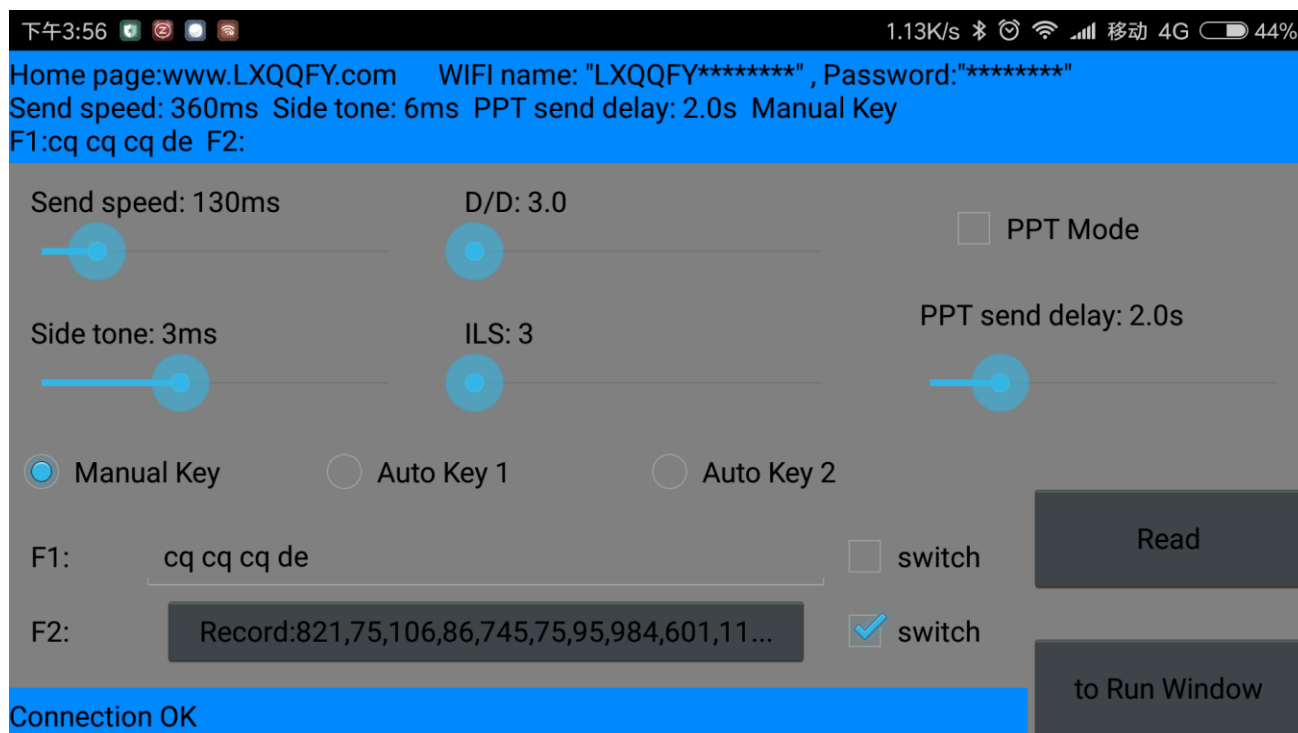 下午3:56 1.13K/s 移动 4G 44%
Home page:www.LXQQFY.com WIFI name: "LXQQFY********" , Password:"********"
Send speed: 360ms Side tone: 6ms PPT send delay: 2.0s Manual Key
F1:cq cq cq de F2:
Send speed: 130ms D/D: 3.0
PPT Mode
Side tone: 3ms ILS: 3 PPT send delay: 2.0s
Manual Key Auto Key 1 Auto Key 2
F1: cq cq cq de switch Read
F2: Record:821,75,106,86,745,75,95,984,601,11... switch
to Run Window
Connection OK